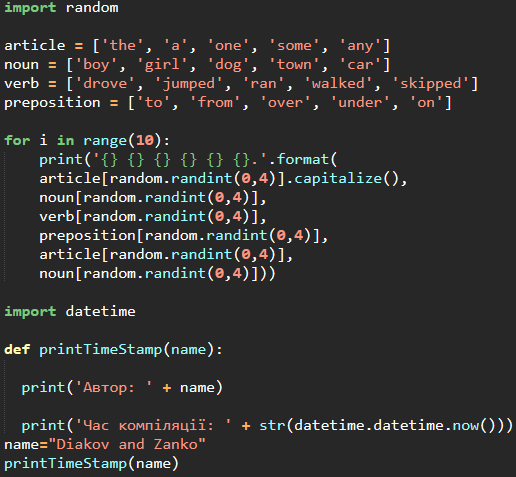 import random
article = ['the', 'a', 'one', 'some', 'any']
noun = ['boy', 'girl', 'dog', 'town', 'car']
verb = ['drove', 'jumped', 'ran', 'walked', 'skipped']
preposition = ['to', 'from', 'over', 'under', 'on']
for i in range(10):
    print('{} {} {} {} {} {}.'.format(
    article[random.randint(0,4)].capitalize(),
    noun[random.randint(0,4)],
    verb[random.randint(0,4)],
    preposition[random.randint(0,4)],
    article[random.randint(0,4)],
    noun[random.randint(0,4)]))
import datetime
def printTimeStamp(name):
  print('Автор: ' + name)
  print('Час компіляції: ' + str(datetime.datetime.now()))
name="Diakov and Zanko"
printTimeStamp(name)